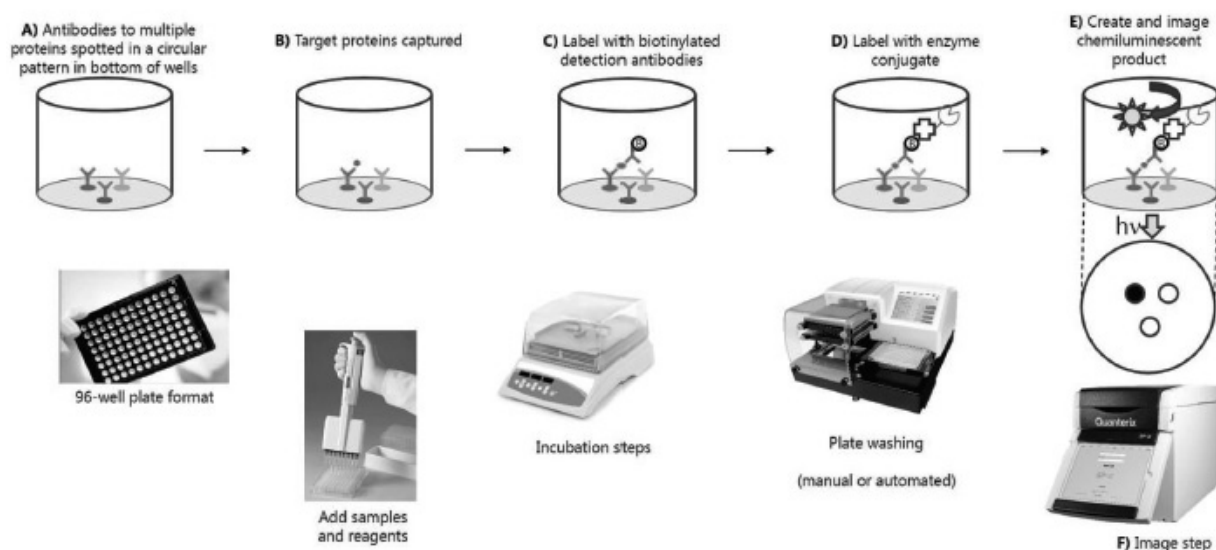 A) Antibodies to multiple
proteins spotted in a circular
pattern in bottom of wells
B) Target proteins captured
C) Label with biotinylated
detection antibodies
D) Label with enzyme
conjugate
E) Create and image
chemiluminescent
product
B
B
hν
96-well plate format
Add samples
and reagents
Incubation steps
Plate washing
(manual or automated)
Quanterix
F) Image step